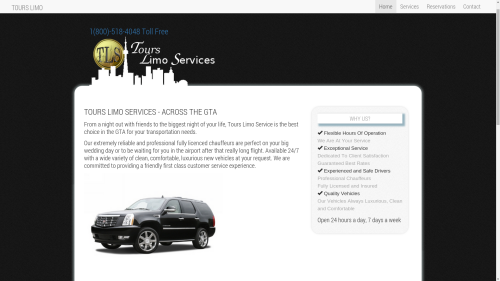 TOURS LIMO
Home Services Reservations Contact
1(800)-518-4048 Toll Free
TLS
Tours
Limo Services
TOURS LIMO SERVICES - ACROSS THE GTA
From a night out with friends to the biggest night of your life, Tours Limo Service is the best
choice in the GTA for your transportation needs.
Our extremely reliable and professional fully licenced chauffeurs are perfect on your big
wedding day or to be waiting for you in the airport after that really long flight. Available 24/7
with a wide variety of clean, comfortable, luxurious new vehicles at your request. We are
committed to providing a friendly first class customer service experience.
WHY US?
Flexible Hours Of Operation
We Are At Your Service
Exceptional Service
Dedicated To Client Satisfaction
Guaranteed Best Rates
Experienced and Safe Drivers
Professional Chauffeurs
Fully Licensed and Insured
Quality Vehicles
Our Vehicles Always Luxurious, Clean
and Comfortable
Open 24 hours a day, 7 days a week